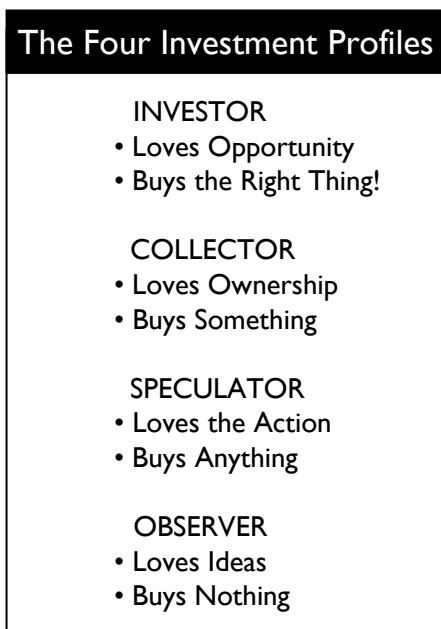 The Four Investment Profiles
INVESTOR
• Loves Opportunity
• Buys the Right Thing!
COLLECTOR
• Loves Ownership
• Buys Something
SPECULATOR
• Loves the Action
• Buys Anything
OBSERVER
• Loves Ideas
• Buys Nothing